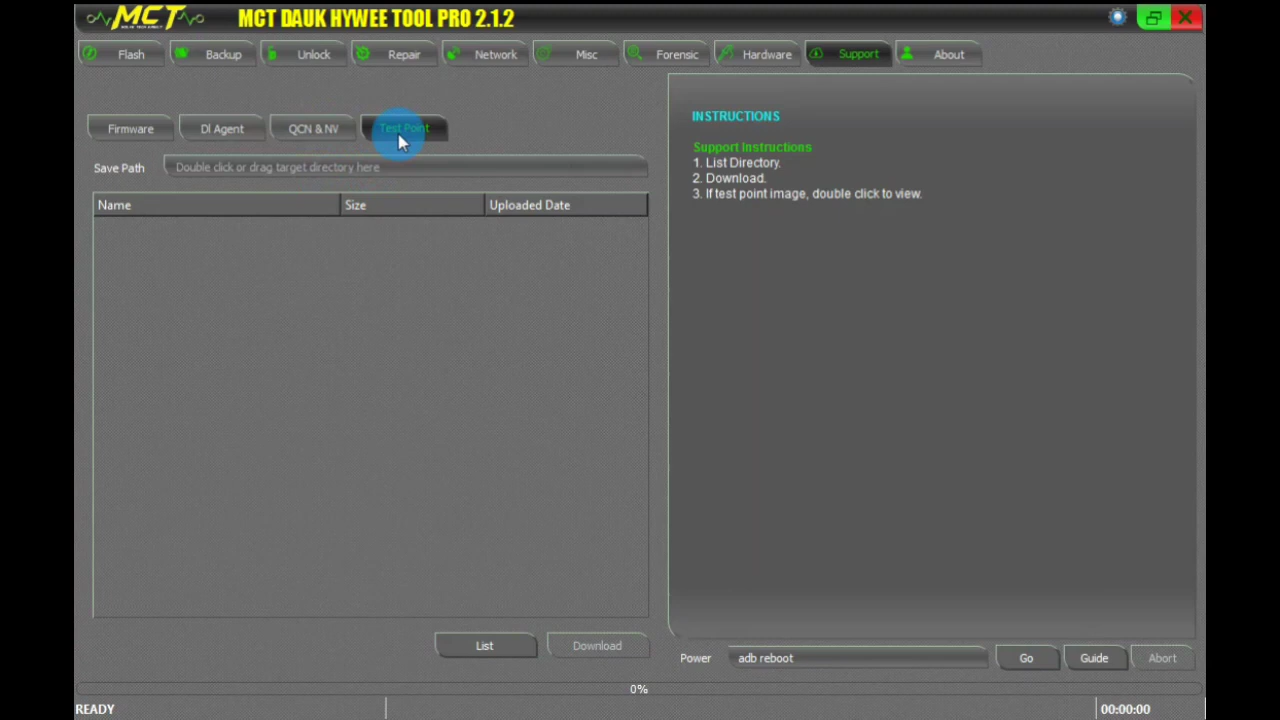 MCT
MCT DAUK HYWEE TOOL PRO 2.1.2
Flash
Backup
Unlock
Repair
Network
Misc
Forensic
Hardware
Support
About
Firmware
Dl Agent
QCN & NV
Test Point
Save Path
Double click or drag target directory here
Name
Size
Uploaded Date
INSTRUCTIONS
Support Instructions
1. List Directory.
2. Download.
3. If test point image, double click to view.
List
Download
Power
adb reboot
Go
Guide
Abort
0%
READY
00:00:00